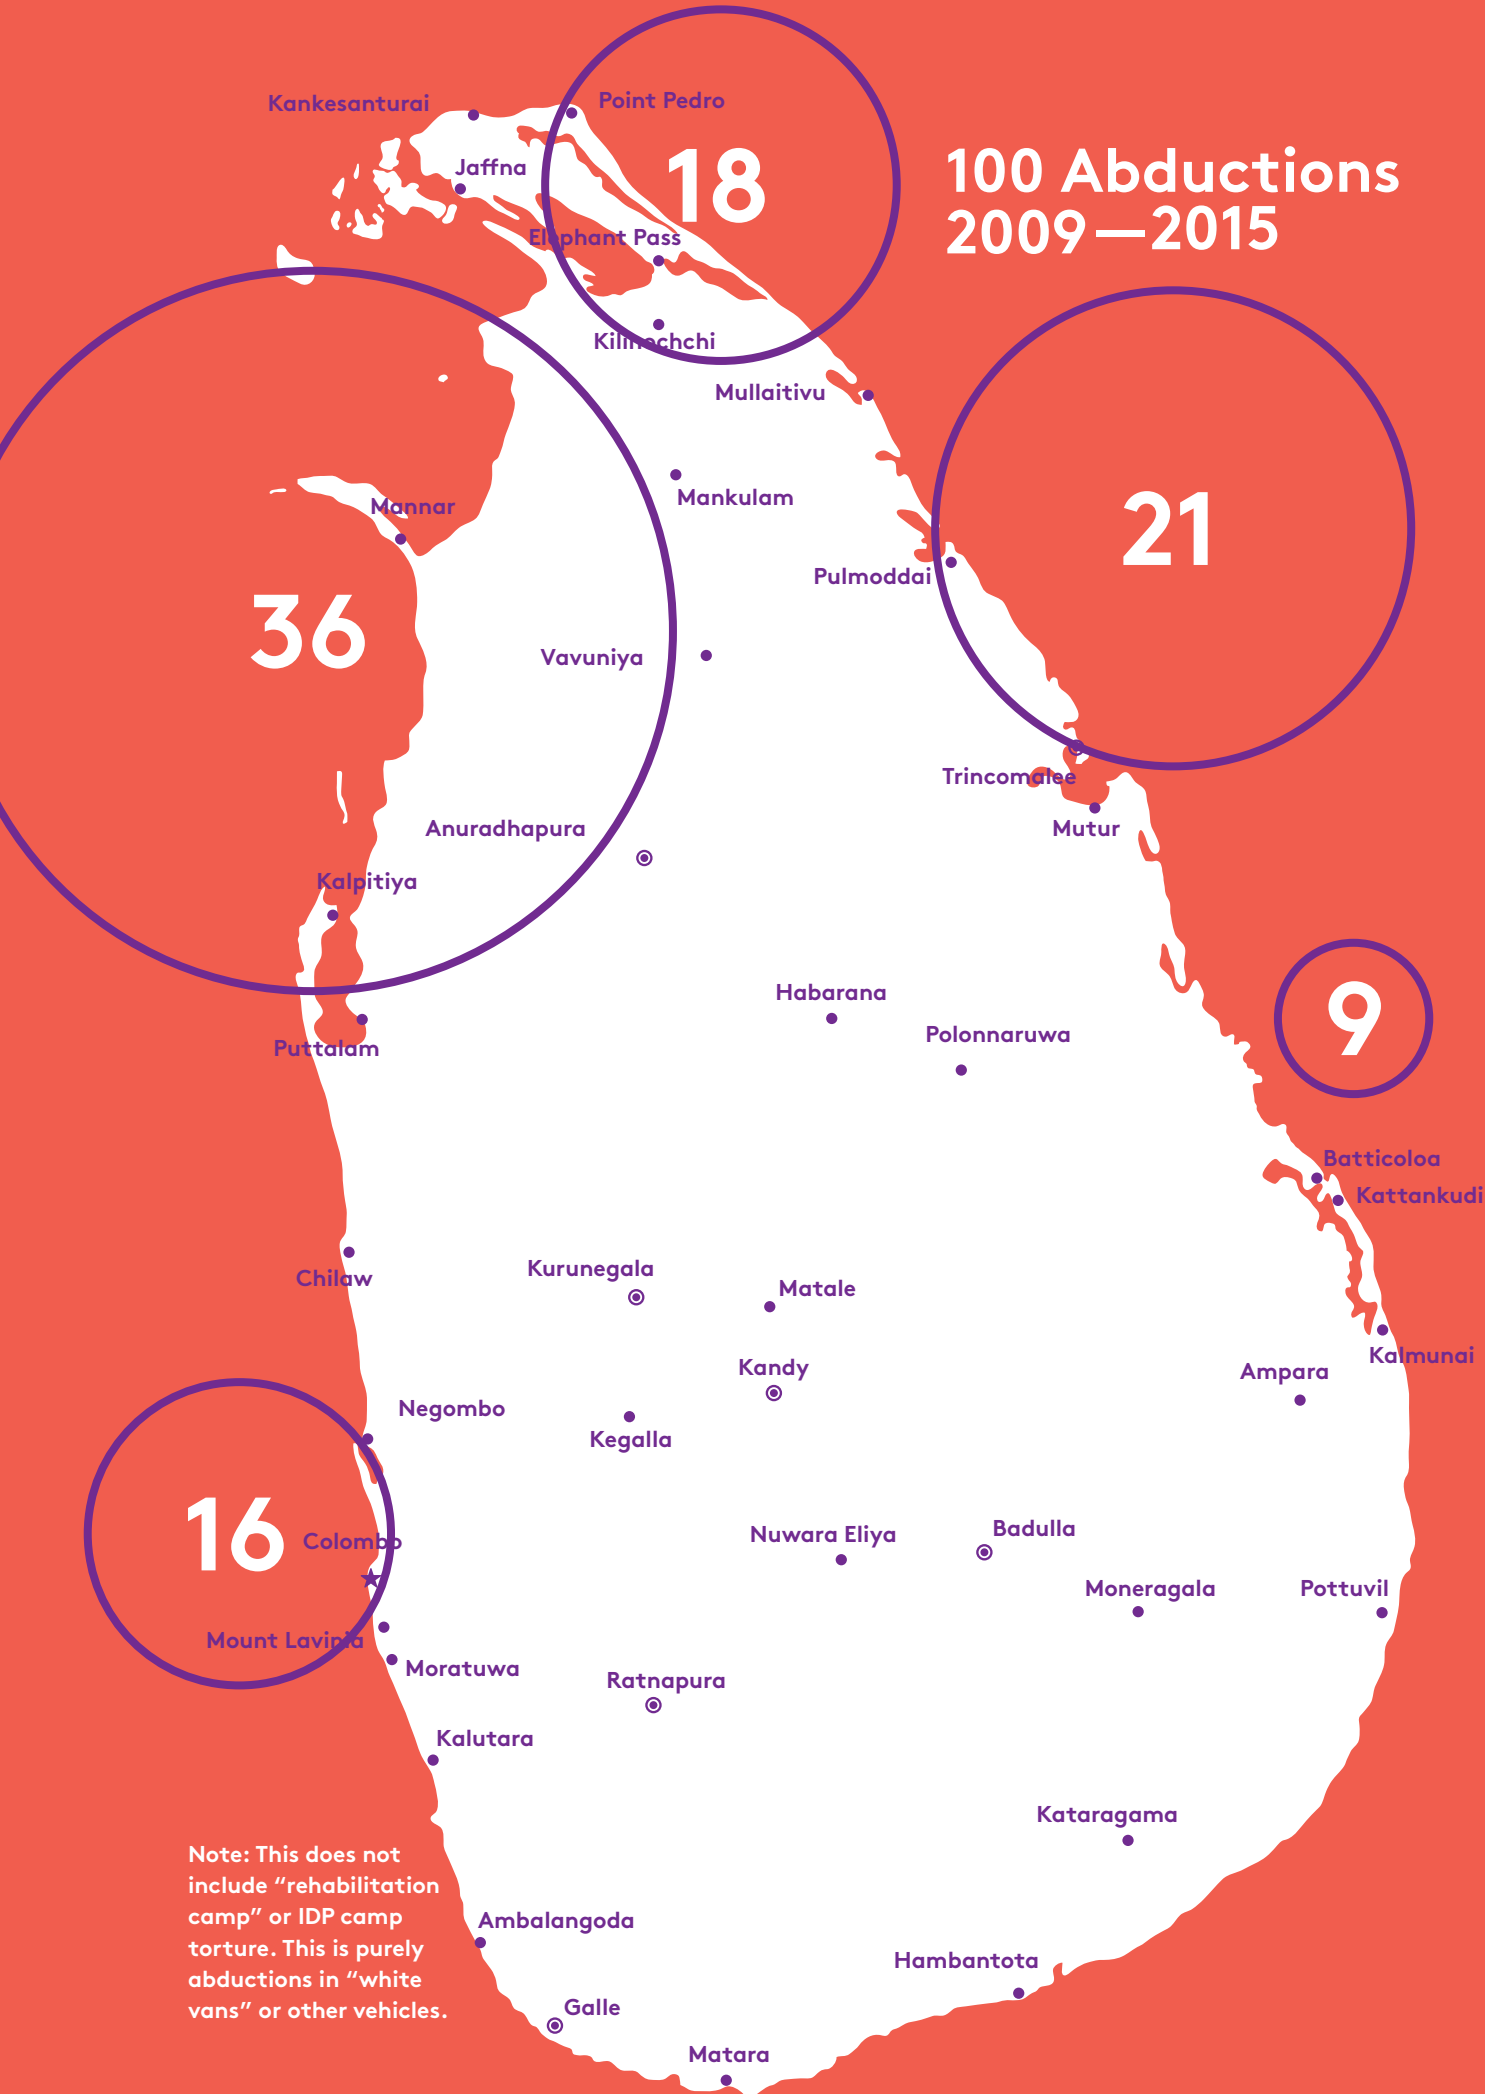 Kankesanturai
Point Pedro
Jaffna
18
100 Abductions
2009—2015
Elephant Pass
Kilinochchi
Mullaitivu
Mankulam
Mannar
21
Pulmoddai
36
Vavuniya
Trincomalee
Mutur
Anuradhapura
Kalpitiya
Habarana
9
Polonnaruwa
Puttalam
Batticoloa
Kattankudi
Chilaw
Kurunegala
Matale
Kandy
Kalmunai
Ampara
Negombo
Kegalla
16
Colombo
Nuwara Eliya
Badulla
Moneragala
Pottuvil
Mount Lavinia
Moratuwa
Ratnapura
Kalutara
Kataragama
Note: This does not
include “rehabilitation
camp” or IDP camp
torture. This is purely
abductions in “white
vans” or other vehicles.
Ambalangoda
Hambantota
Galle
Matara